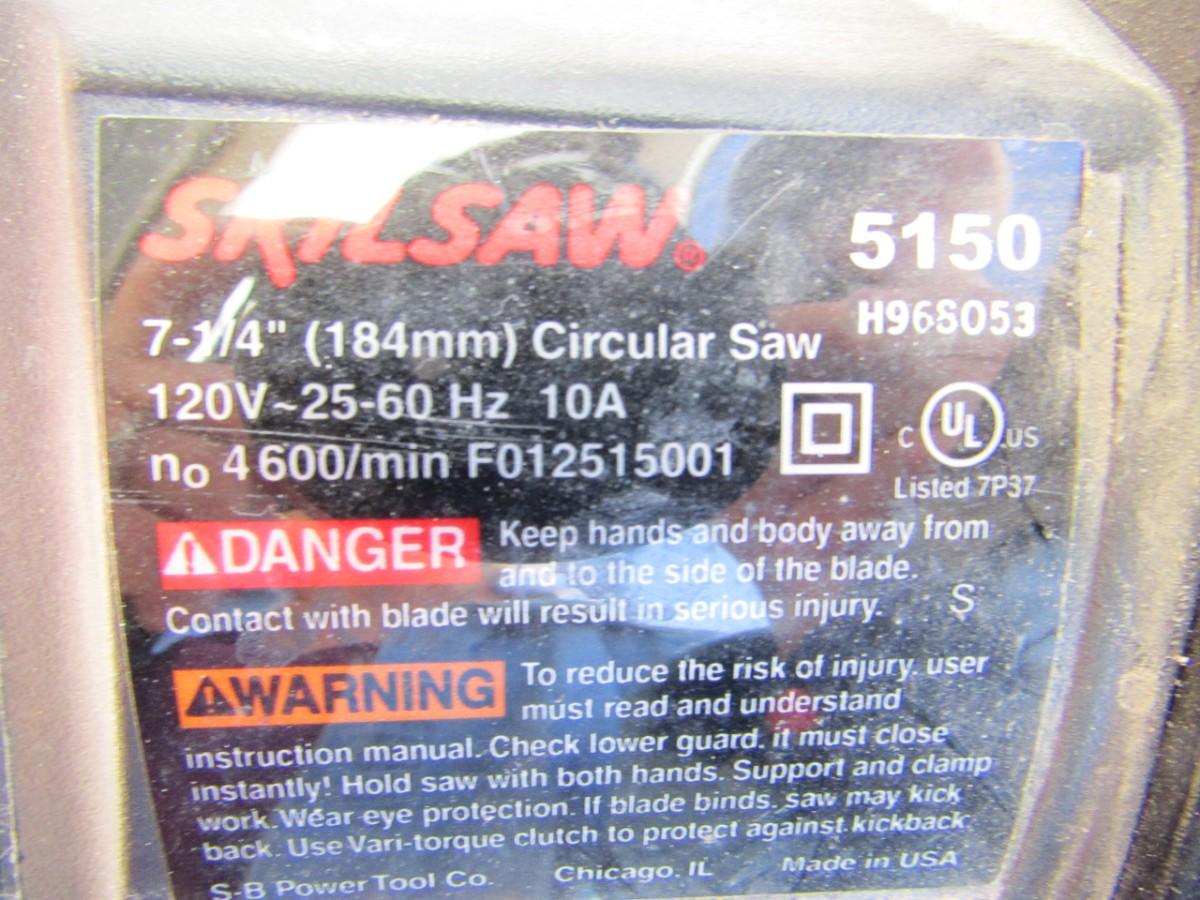 SKILSAW®
5150
H968053
7-1/4" (184mm) Circular Saw
120V~25-60 Hz 10A
n₀ 4600/min F012515001
C UL US
Listed 7P37
DANGER Keep hands and body away from
and to the side of the blade.
Contact with blade will result in serious injury. S
WARNING To reduce the risk of injury. user
must read and understand
instruction manual. Check lower guard. it must close
instantly! Hold saw with both hands. Support and clamp
work. Wear eye protection. If blade binds. saw may kick
back. Use Vari-torque clutch to protect against kickback.
S-B Power Tool Co. Chicago. IL Made in USA